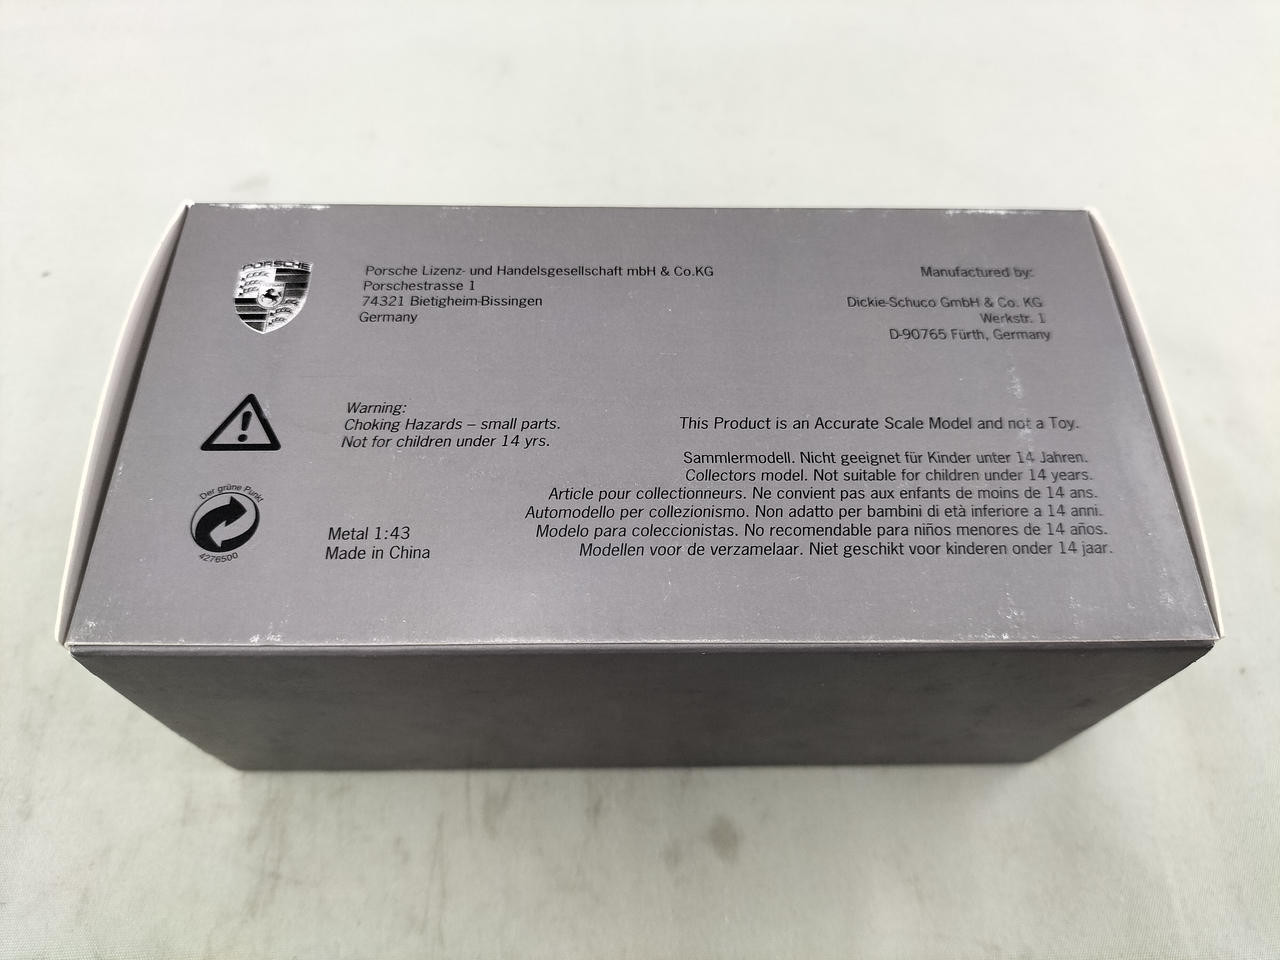 PORSCHE
Porsche Lizenz- und Handelsgesellschaft mbH & Co.KG
Porschestrasse 1
74321 Bietigheim-Bissingen
Germany
Manufactured by:
Dickie-Schuco GmbH & Co. KG
Werkstr. 1
D-90765 Fürth, Germany
Warning:
Choking Hazards – small parts.
Not for children under 14 yrs.
This Product is an Accurate Scale Model and not a Toy.
Sammlermodell. Nicht geeignet für Kinder unter 14 Jahren.
Collectors model. Not suitable for children under 14 years.
Article pour collectionneurs. Ne convient pas aux enfants de moins de 14 ans.
Automodello per collezionismo. Non adatto per bambini di età inferiore a 14 anni.
Modelo para coleccionistas. No recomendable para niños menores de 14 años.
Modellen voor de verzamelaar. Niet geschikt voor kinderen onder 14 jaar.
Der grüne Punkt
4276500
Metal 1:43
Made in China